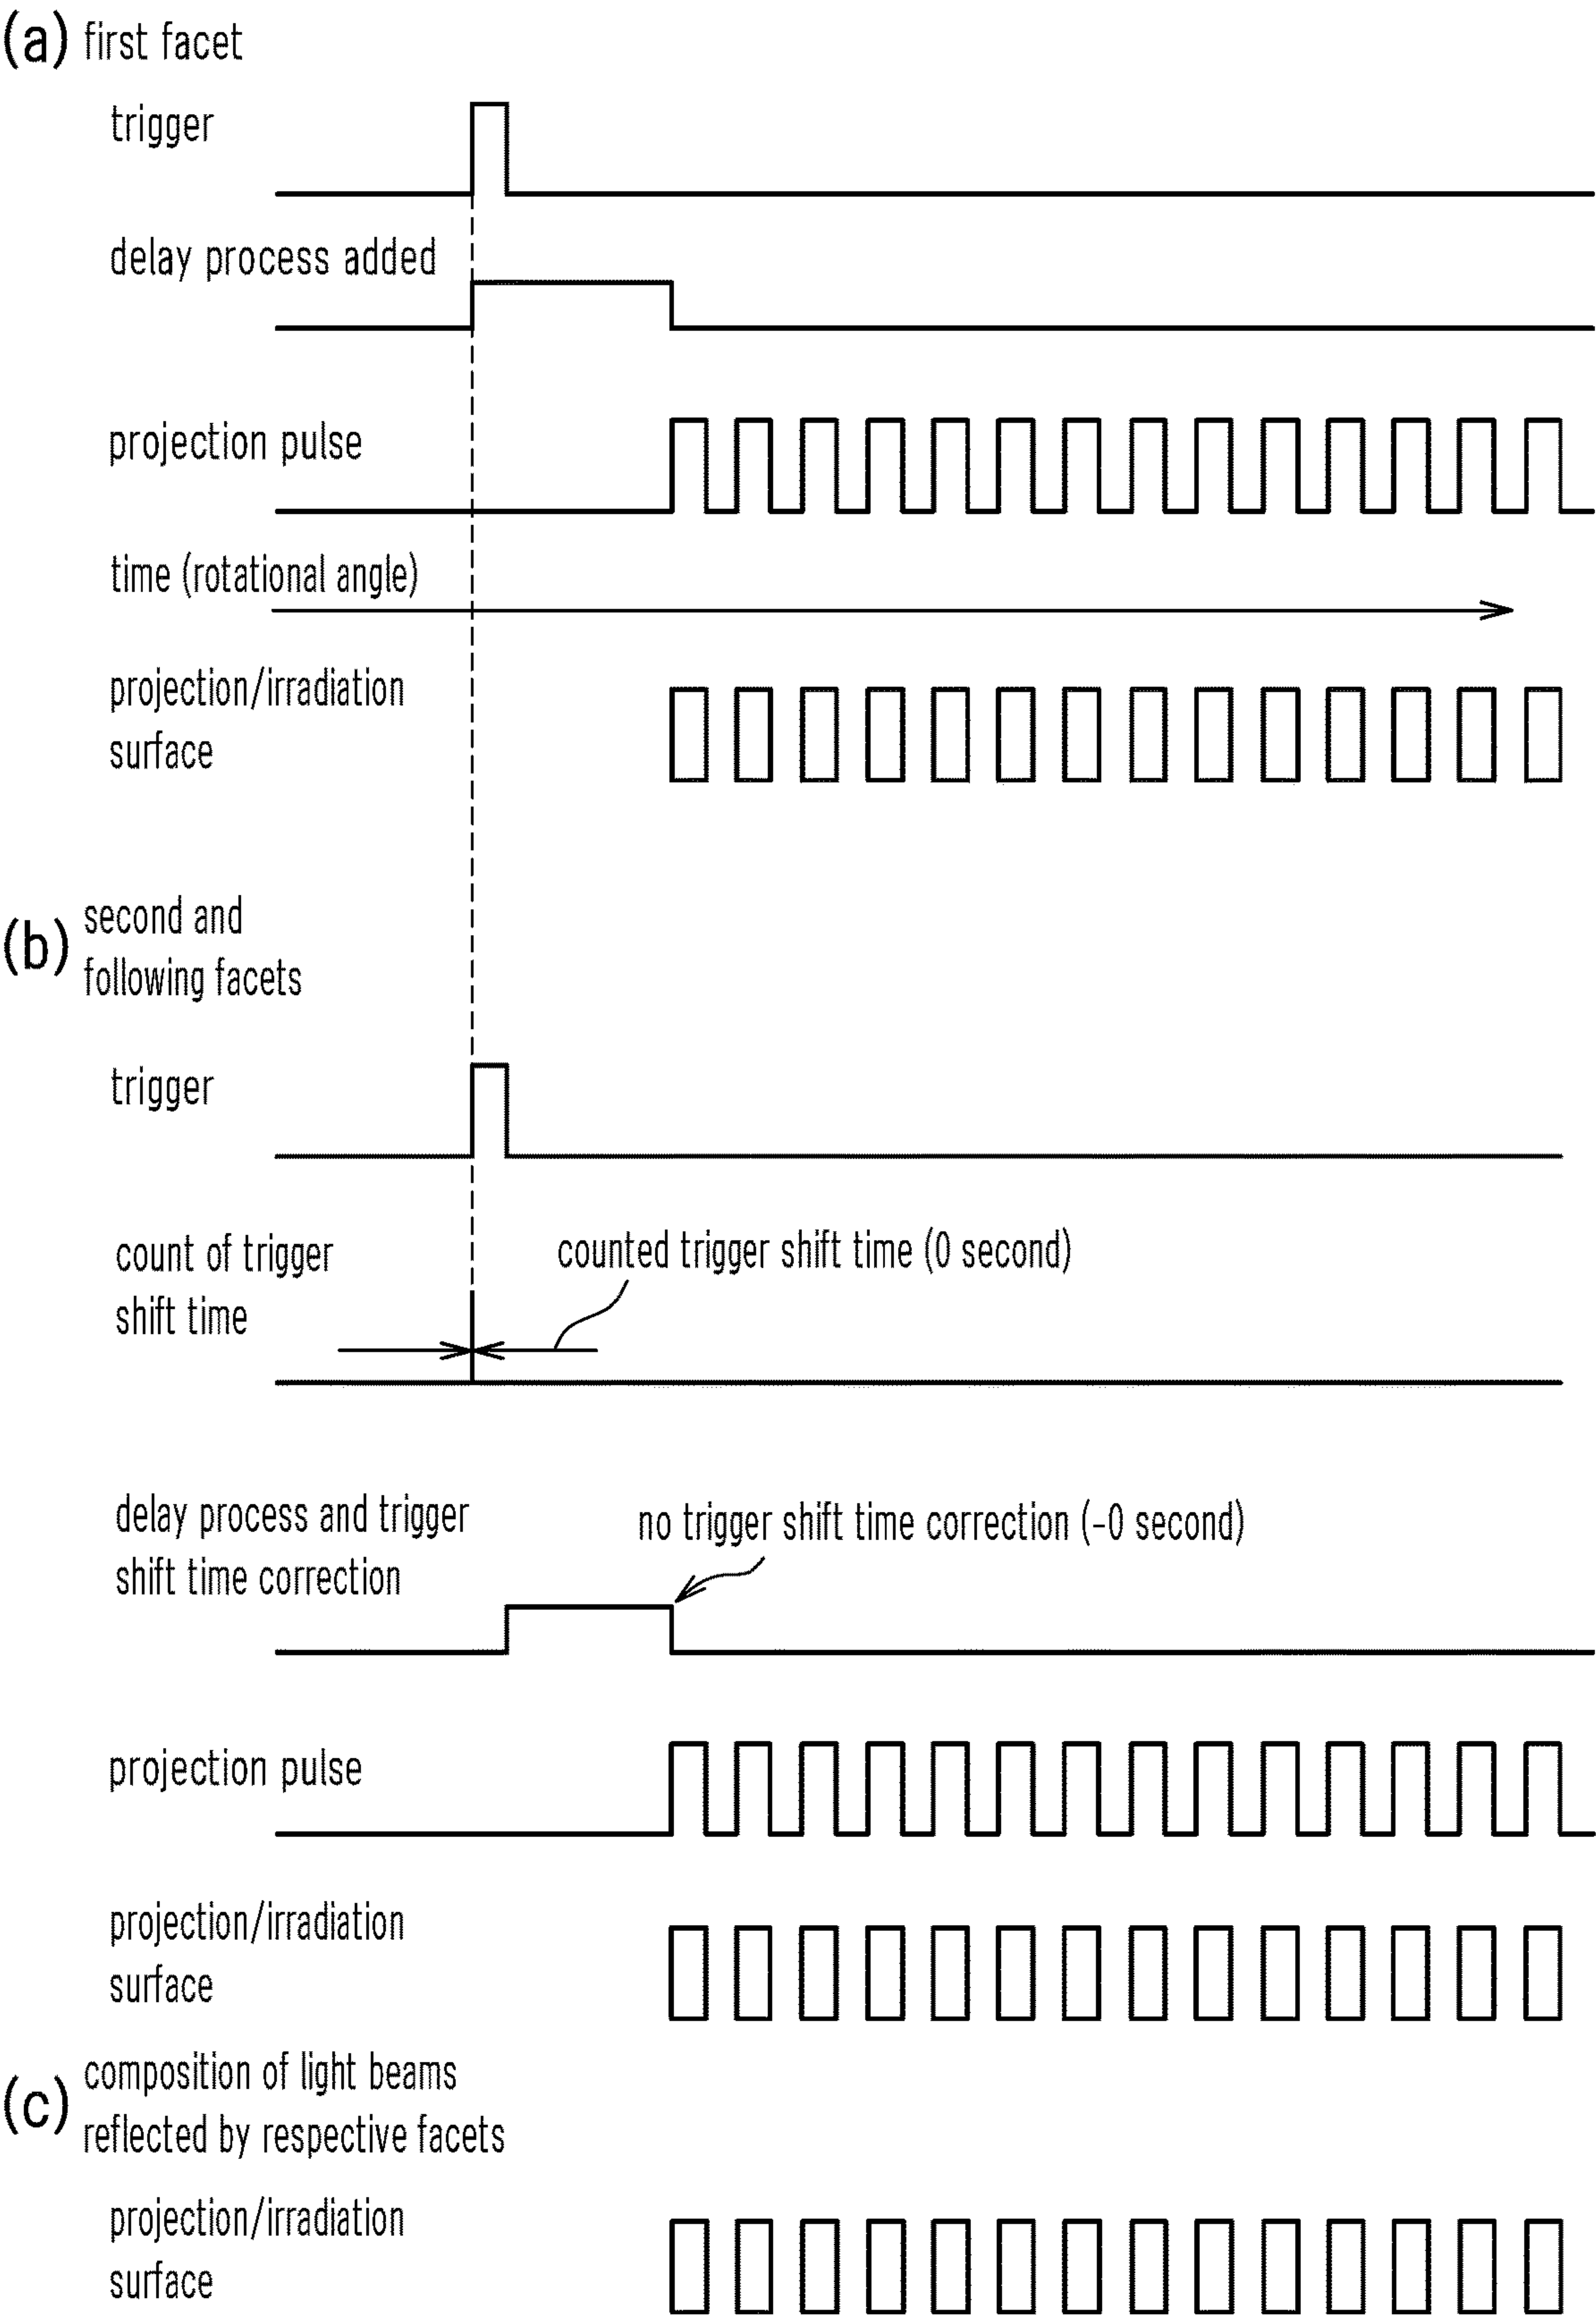 (a) first facet
trigger
delay process added
projection pulse
time (rotational angle)
projection/irradiation
surface
(b) second and
following facets
trigger
count of trigger
shift time
counted trigger shift time (0 second)
delay process and trigger
shift time correction
no trigger shift time correction (-0 second)
projection pulse
projection/irradiation
surface
(c) composition of light beams
reflected by respective facets
projection/irradiation
surface